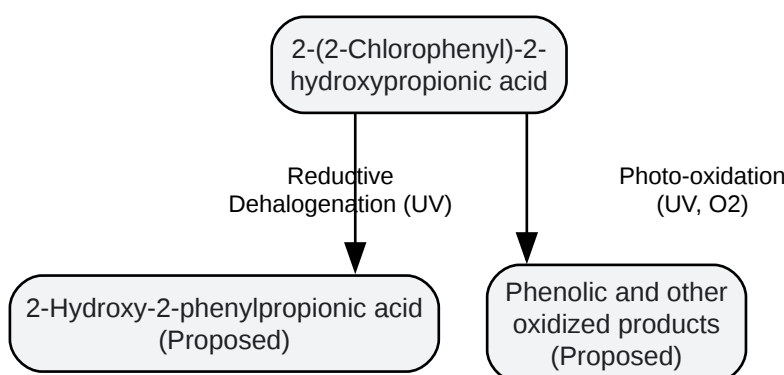 2-(2-Chlorophenyl)-2-
hydroxypropionic acid
Reductive
Dehalogenation (UV)
Photo-oxidation
(UV, O2)
2-Hydroxy-2-phenylpropionic acid
(Proposed)
Phenolic and other
oxidized products
(Proposed)